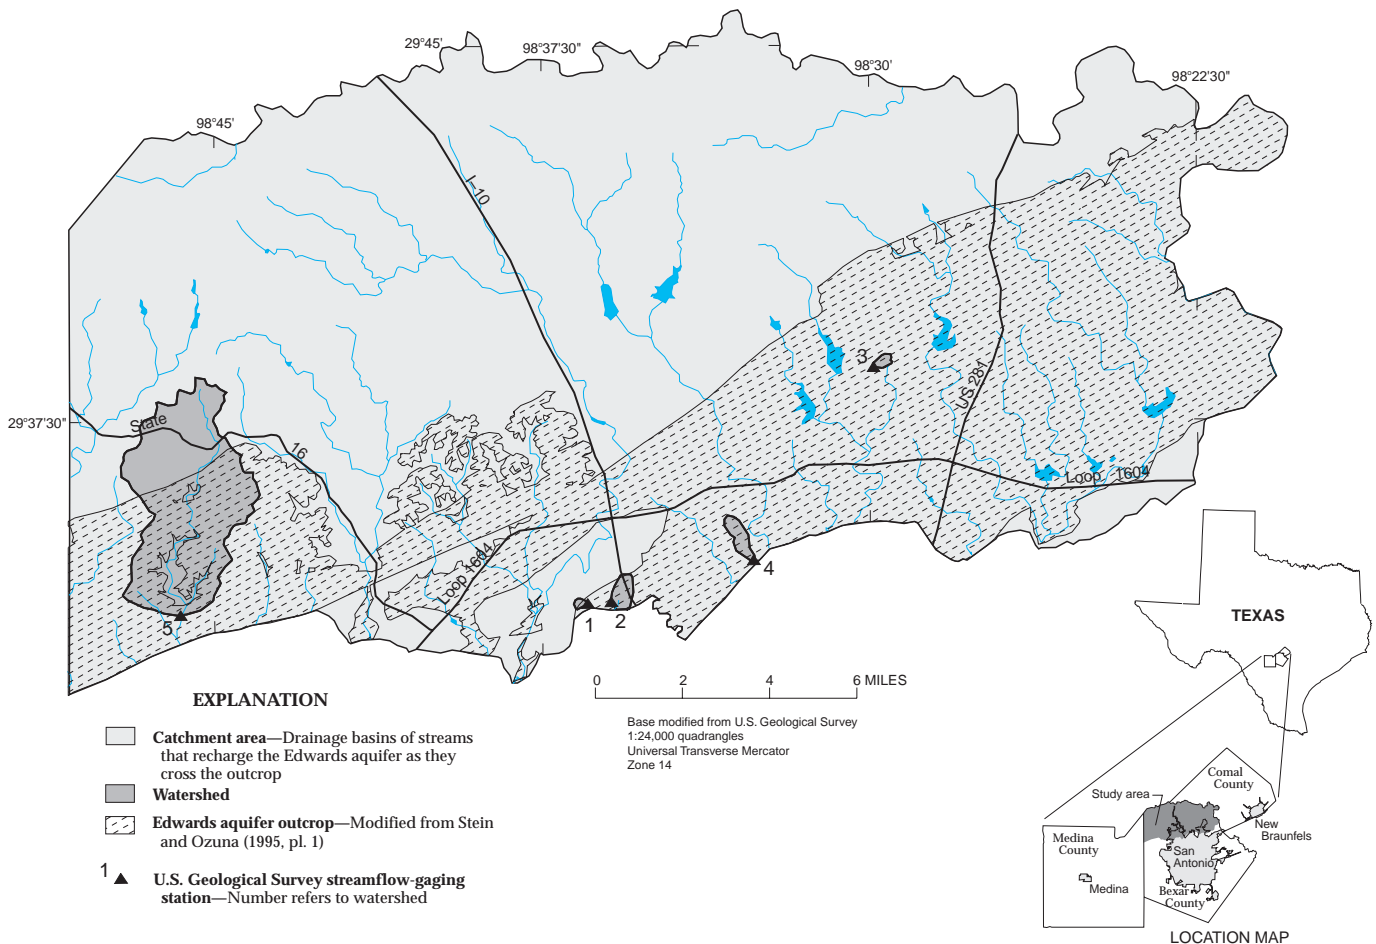 29°45'
98°37'30"
98°30'
98°22'30"
98°45'
I-10
3
US 281
29°37'30"
State
16
Loop 1604
Loop 1604
4
5
1
2
0 2 4 6 MILES
Base modified from U.S. Geological Survey
1:24,000 quadrangles
Universal Transverse Mercator
Zone 14
EXPLANATION
Catchment area—Drainage basins of streams
that recharge the Edwards aquifer as they
cross the outcrop
Watershed
Edwards aquifer outcrop—Modified from Stein
and Ozuna (1995, pl. 1)
1
U.S. Geological Survey streamflow-gaging
station—Number refers to watershed
TEXAS
Comal
County
Study area
New
Braunfels
Medina
County
San
Antonio
Medina
Bexar
County
LOCATION MAP